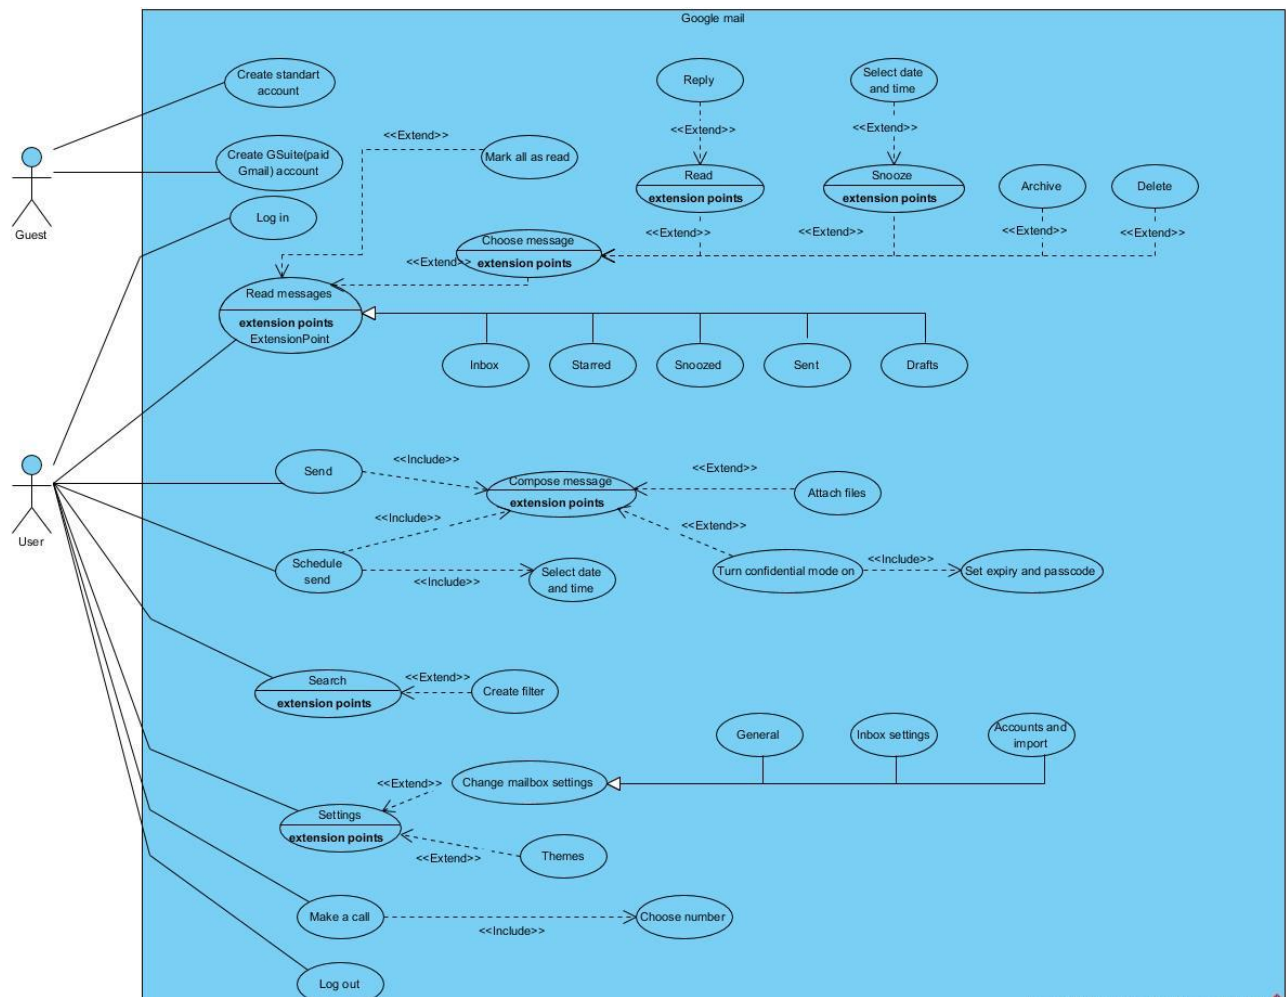 Google mail
Create standart
account
Reply
Select date
and time
<<Extend>>
<<Extend>>
<<Extend>>
Mark all as read
Create GSuite(paid
Gmail) account
Read
extension points
Snooze
extension points
Archive
Delete
Guest
Log in
<<Extend>>
<<Extend>>
<<Extend>>
<<Extend>>
Choose message
extension points
<<Extend>>
Read messages
extension points
ExtensionPoint
Inbox
Starred
Snoozed
Sent
Drafts
Send
<<Include>>
Compose message
extension points
<<Extend>>
Attach files
<<Include>>
<<Extend>>
User
Schedule
send
<<Include>>
Select date
and time
Turn confidential mode on
<<Include>>
Set expiry and passcode
Search
extension points
<<Extend>>
Create filter
General
Inbox settings
Accounts and
import
<<Extend>>
Change mailbox settings
Settings
extension points
<<Extend>>
Themes
Make a call
<<Include>>
Choose number
Log out